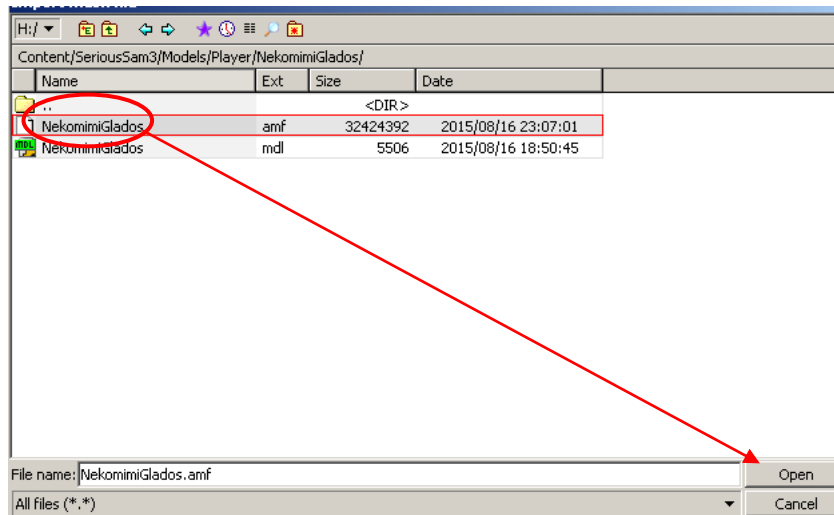 H:/
Content/SeriousSam3/Models/Player/NekomimiGlados/
Name Ext Size Date
.. <DIR>
NekomimiGlados amf 32424392 2015/08/16 23:07:01
MDL NekomimiGlados mdl 5506 2015/08/16 18:50:45
File name: NekomimiGlados.amf Open
All files (*.*) Cancel